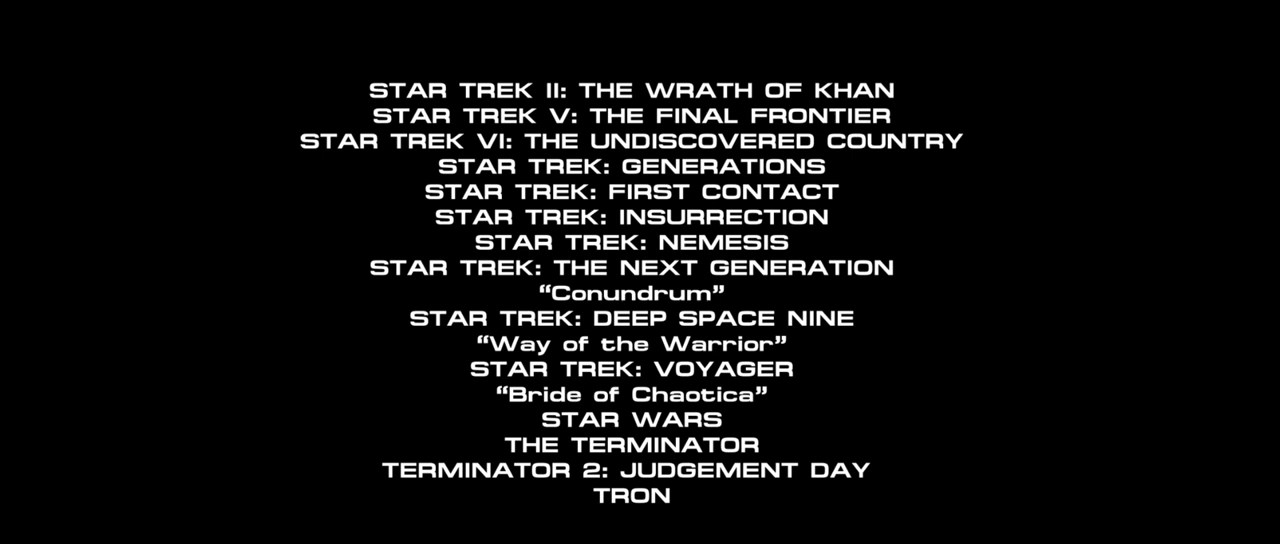 STAR TREK II: THE WRATH OF KHAN
STAR TREK V: THE FINAL FRONTIER
STAR TREK VI: THE UNDISCOVERED COUNTRY
STAR TREK: GENERATIONS
STAR TREK: FIRST CONTACT
STAR TREK: INSURRECTION
STAR TREK: NEMESIS
STAR TREK: THE NEXT GENERATION
“Conundrum”
STAR TREK: DEEP SPACE NINE
“Way of the Warrior”
STAR TREK: VOYAGER
“Bride of Chaotica”
STAR WARS
THE TERMINATOR
TERMINATOR 2: JUDGEMENT DAY
TRON